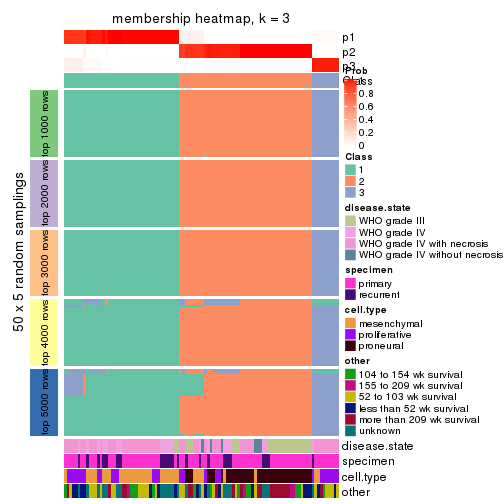 membership heatmap, k = 3
p1
p2
p3
Class
50 x 5 random samplings
top 1000 rows
top 2000 rows
top 3000 rows
top 4000 rows
top 5000 rows
disease.state
specimen
cell.type
other
Prob
1
0.8
0.6
0.4
0.2
0
Class
1
2
3
disease.state
WHO grade III
WHO grade IV
WHO grade IV with necrosis
WHO grade IV without necrosis
specimen
primary
recurrent
cell.type
mesenchymal
proliferative
proneural
other
104 to 154 wk survival
155 to 209 wk survival
52 to 103 wk survival
less than 52 wk survival
more than 209 wk survival
unknown